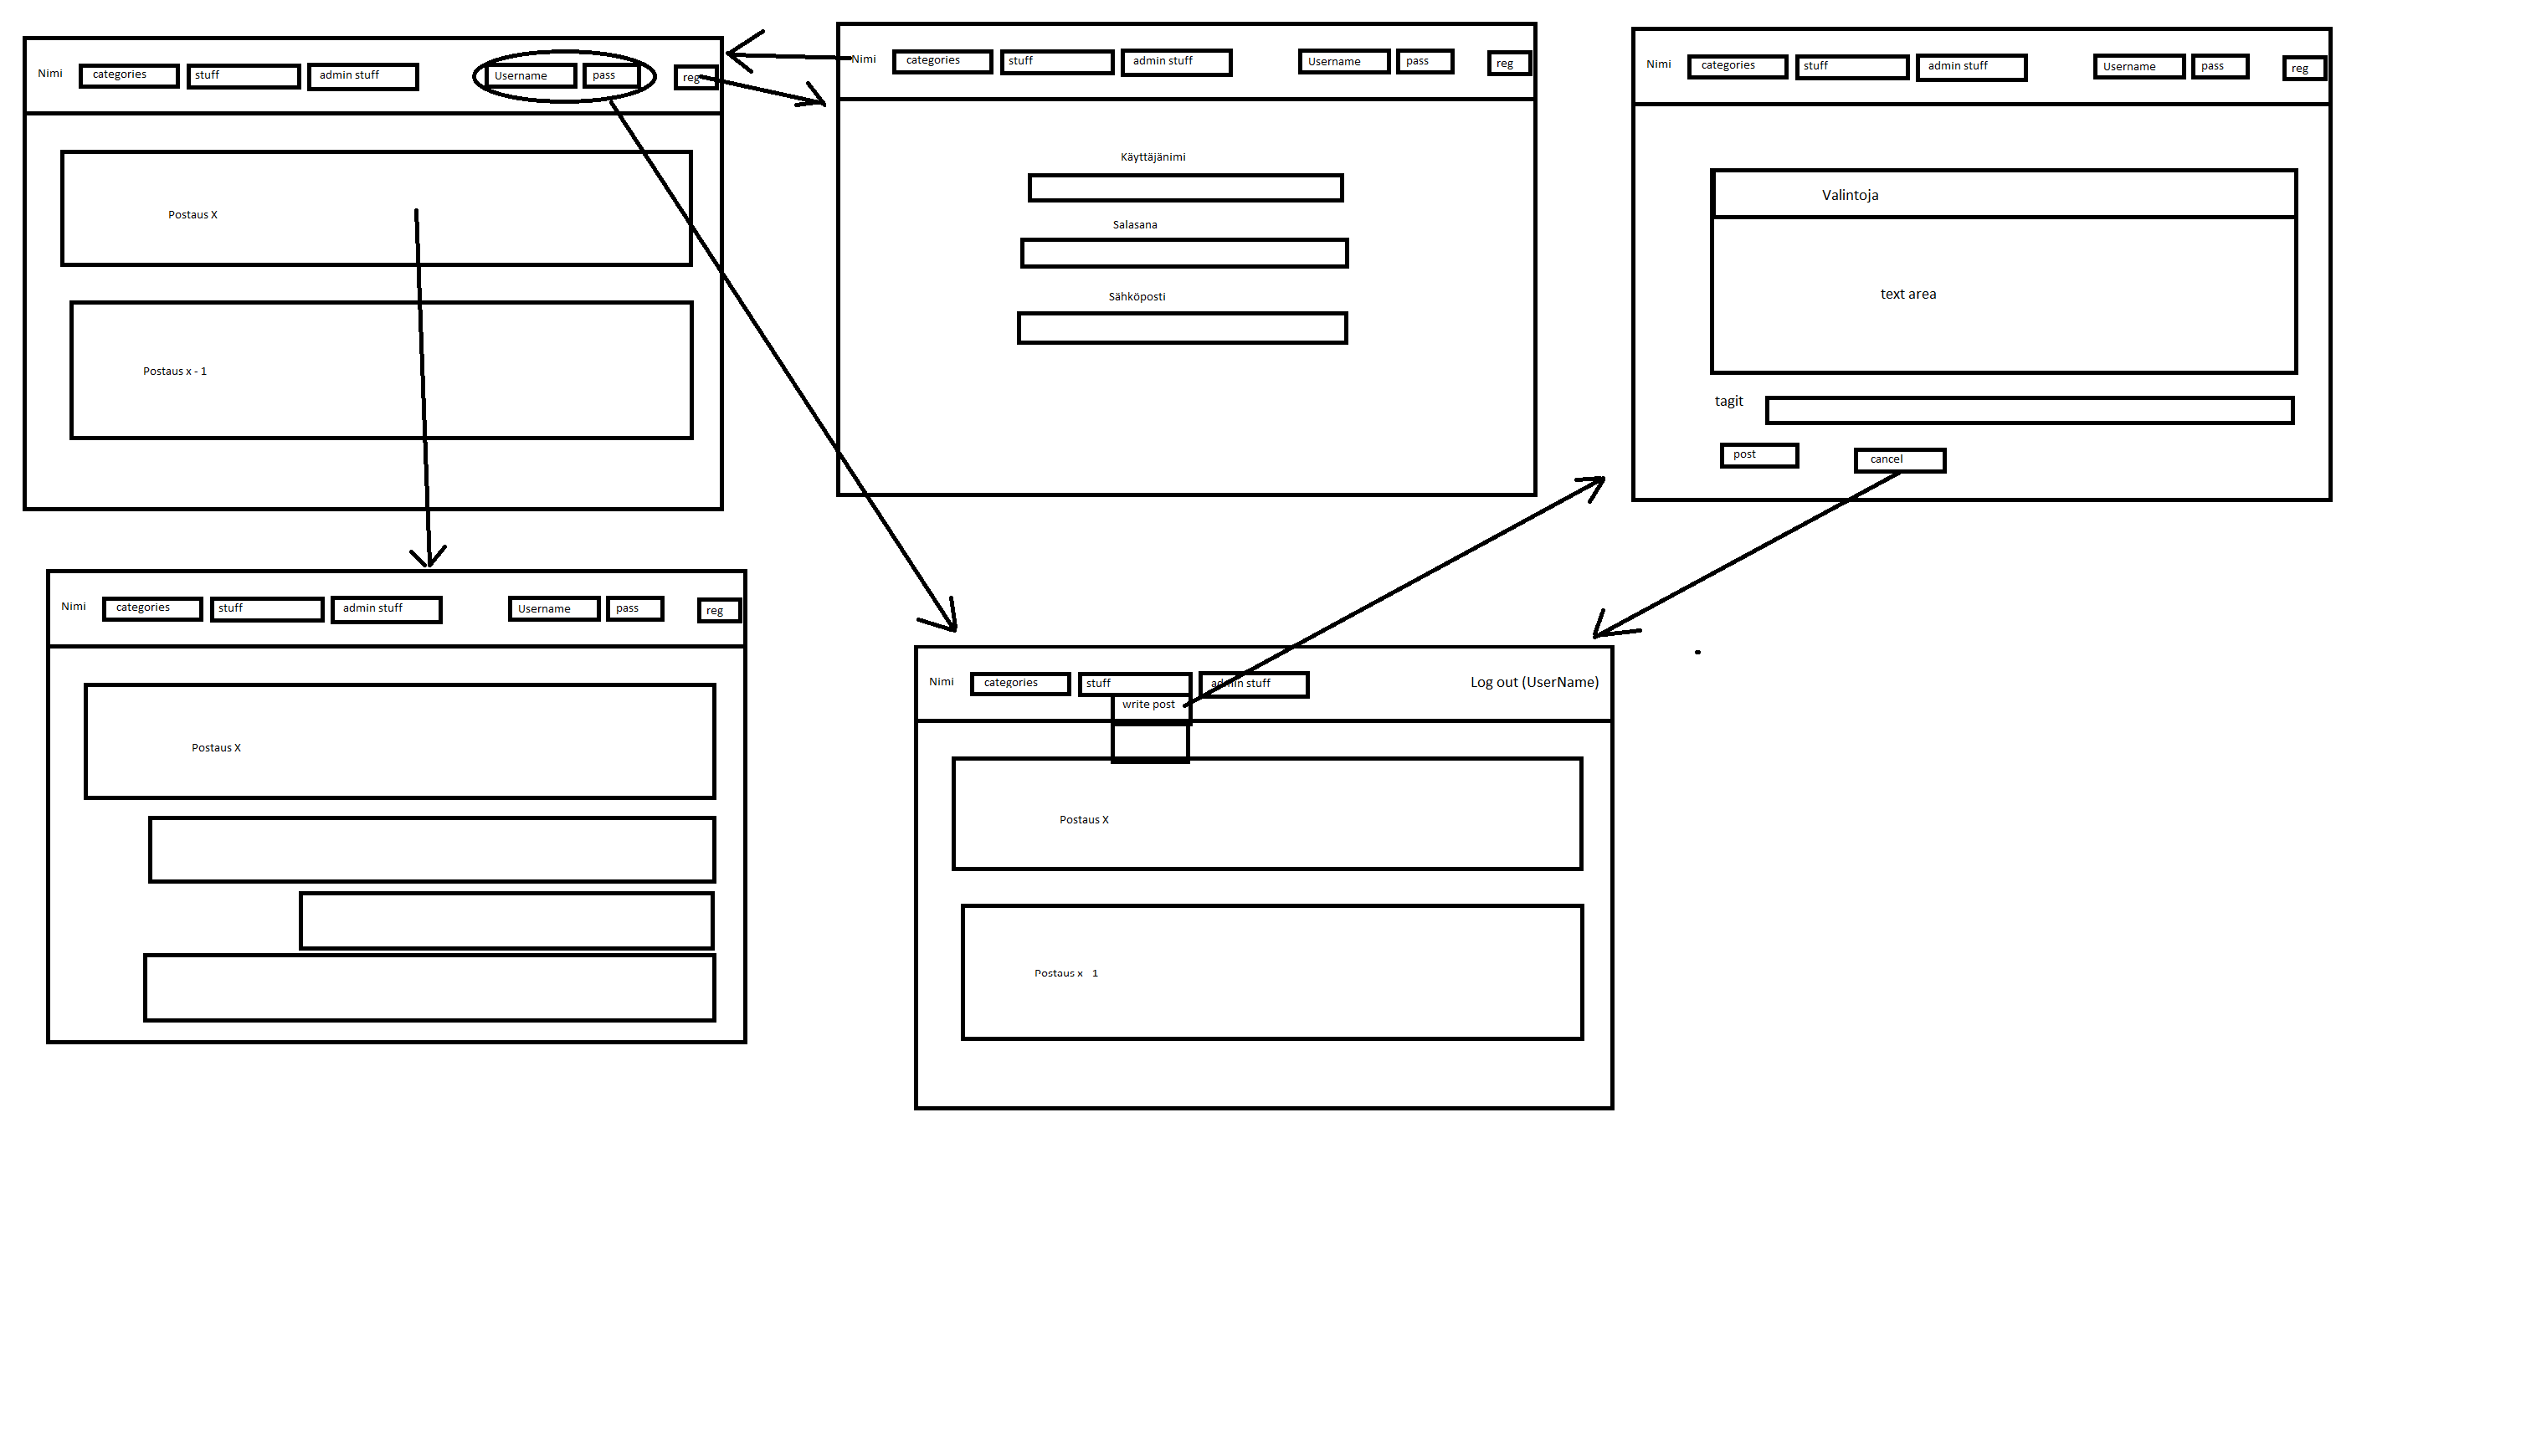 Nimi categories stuff admin stuff Username pass reg
Postaus X
Postaus x - 1
Nimi categories stuff admin stuff Username pass reg
Käyttäjänimi
Salasana
Sähköposti
Nimi categories stuff admin stuff Username pass reg
Valintoja
text area
tagit
post cancel
Nimi categories stuff admin stuff Username pass reg
Postaus X
Nimi categories stuff admin stuff Log out (UserName)
write post
Postaus X
Postaus x 1